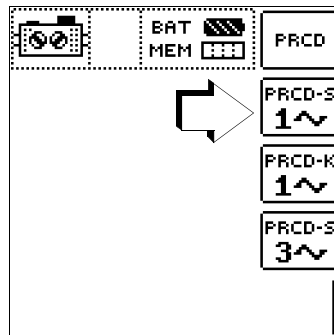 BAT
MEM
PRCD
PRCD-S
1~
PRCD-K
1~
PRCD-S
3~